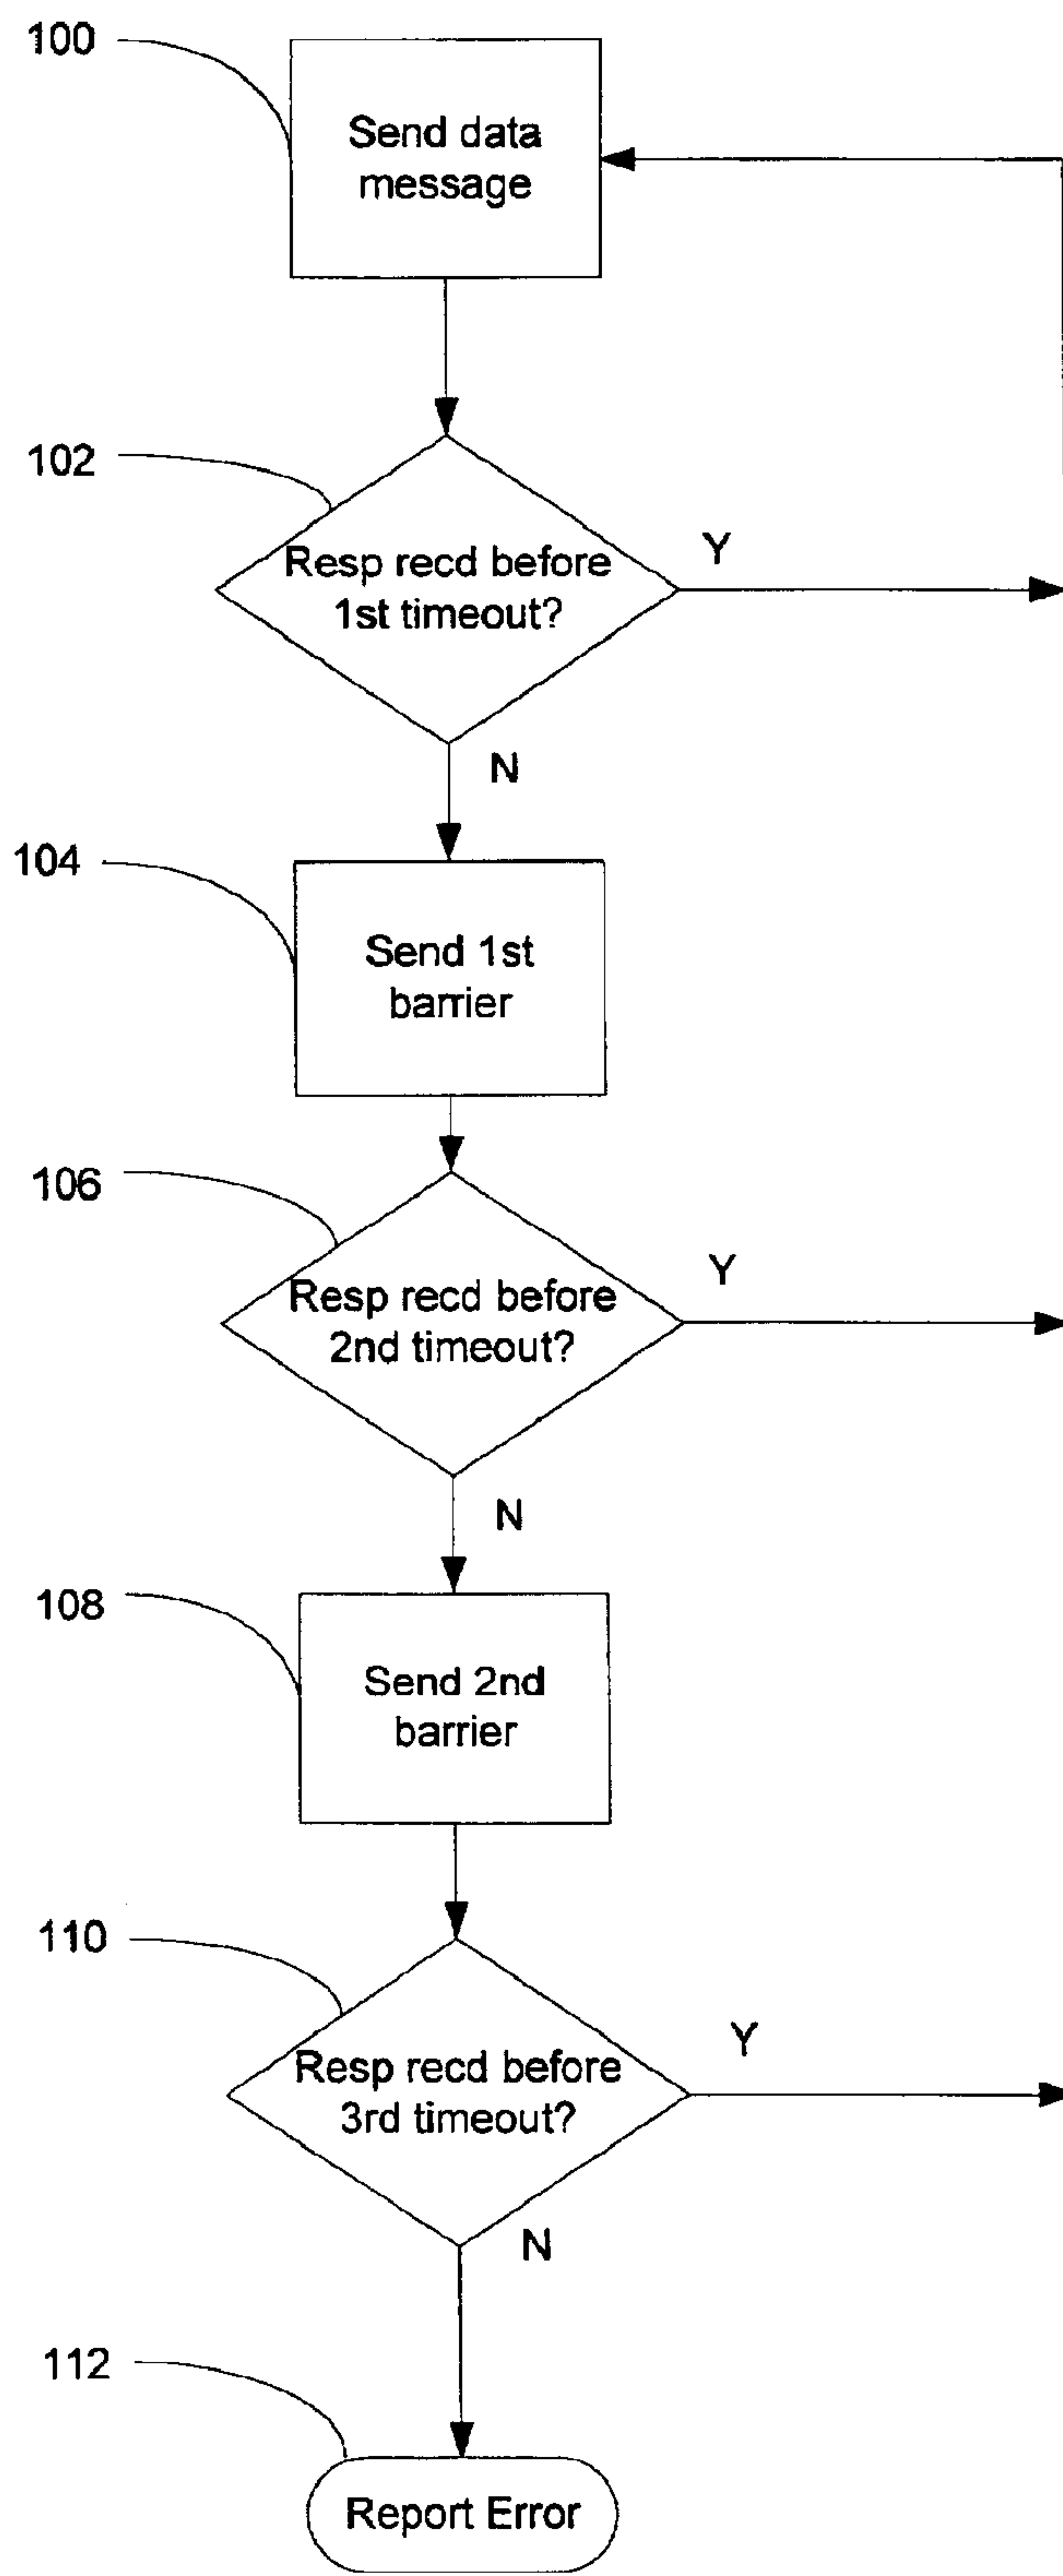 100
Send data
message
102
Resp recd before
1st timeout?
Y
N
104
Send 1st
barrier
106
Resp recd before
2nd timeout?
Y
N
108
Send 2nd
barrier
110
Resp recd before
3rd timeout?
Y
N
112
Report Error